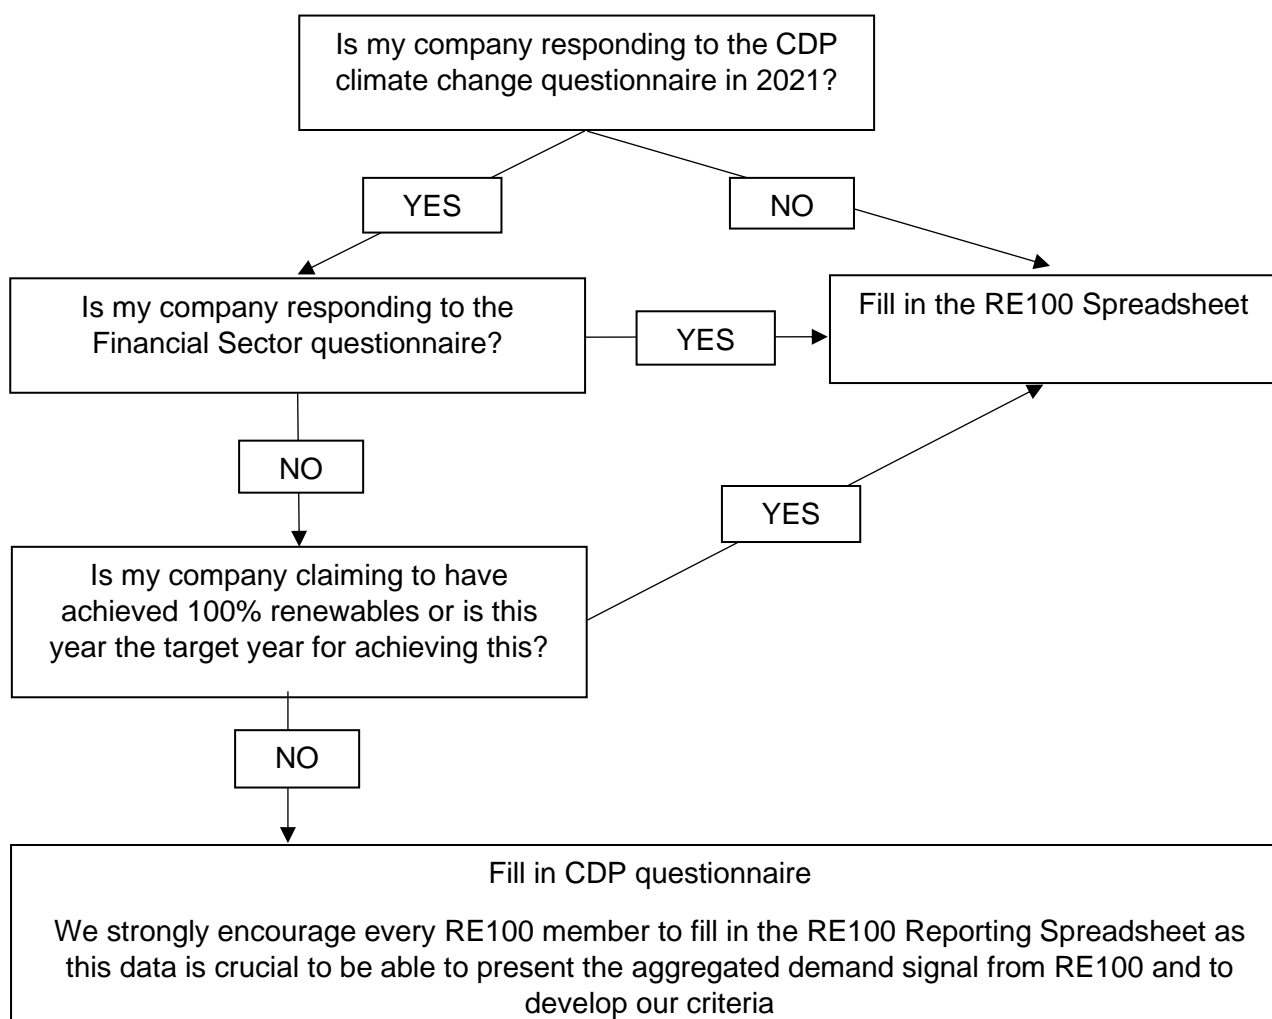 Is my company responding to the CDP
climate change questionnaire in 2021?
YES
NO
Is my company responding to the
Financial Sector questionnaire?
YES
Fill in the RE100 Spreadsheet
NO
YES
Is my company claiming to have
achieved 100% renewables or is this
year the target year for achieving this?
NO
Fill in CDP questionnaire
We strongly encourage every RE100 member to fill in the RE100 Reporting Spreadsheet as
this data is crucial to be able to present the aggregated demand signal from RE100 and to
develop our criteria